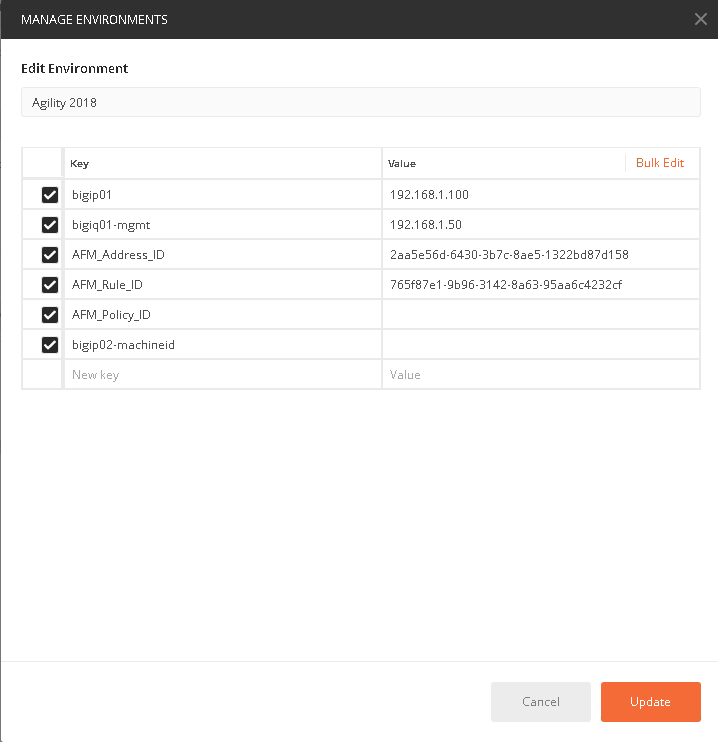 MANAGE ENVIRONMENTS
Edit Environment
Agility 2018
Key Value Bulk Edit
bigip01 192.168.1.100
bigiq01-mgmt 192.168.1.50
AFM_Address_ID 2aa5e56d-6430-3b7c-8ae5-1322bd87d158
AFM_Rule_ID 765f87e1-9b96-3142-8a63-95aa6c4232cf
AFM_Policy_ID
bigip02-machineid
New key Value
Cancel Update